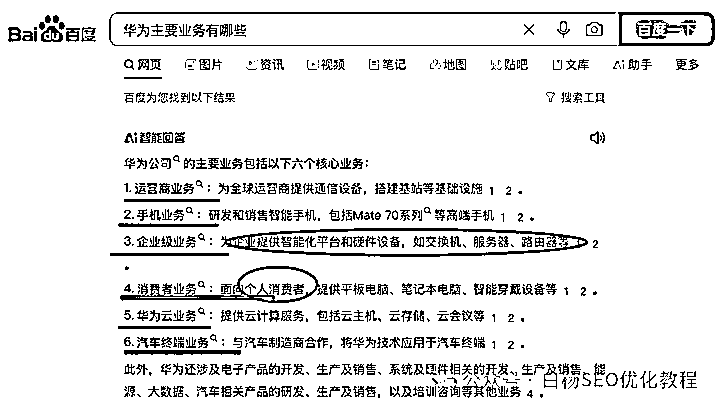 Bai 百度 华为主要业务有哪些 百度一下
网页 图片 资讯 视频 笔记 地图 贴吧 文库 Ai助手 更多
百度为您找到以下结果 搜索工具
Ai智能回答
华为公司的主要业务包括以下六个核心业务：
1.运营商业务：为全球运营商提供通信设备，搭建基站等基础设施 1 2 。
2.手机业务：研发和销售智能手机，包括Mate 70系列等高端手机 1 2 。
3.企业级业务：为企业提供智能化平台和硬件设备，如交换机、服务器、路由器等 1 2
。
4.消费者业务：面向个人消费者，提供平板电脑、笔记本电脑、智能穿戴设备等 1 2 。
5.华为云业务：提供云计算服务，包括云主机、云存储、云会议等 1 2 。
6.汽车终端业务：与汽车制造商合作，将华为技术应用于汽车终端 1 2 。
此外，华为还涉及电子产品的开发、生产及销售、系统及硬件相关的开发、生产及销售、能
源、大数据、汽车相关产品的研发、生产及销售，以及培训咨询等其他业务 4 。
公众号：白杨SEO优化教程